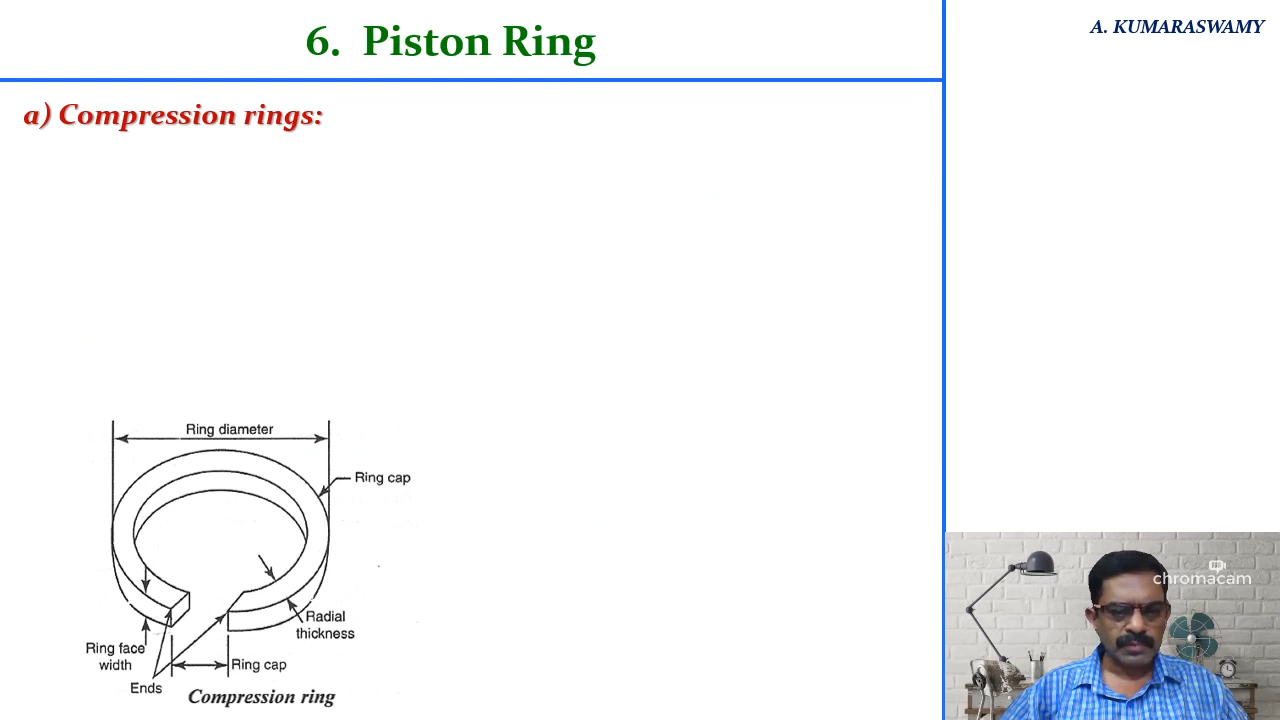 6. Piston Ring
A. KUMARASWAMY
a) Compression rings:
Ring diameter
Ring cap
Radial
thickness
Ring face
width
Ring cap
Ends
Compression ring
chromacam